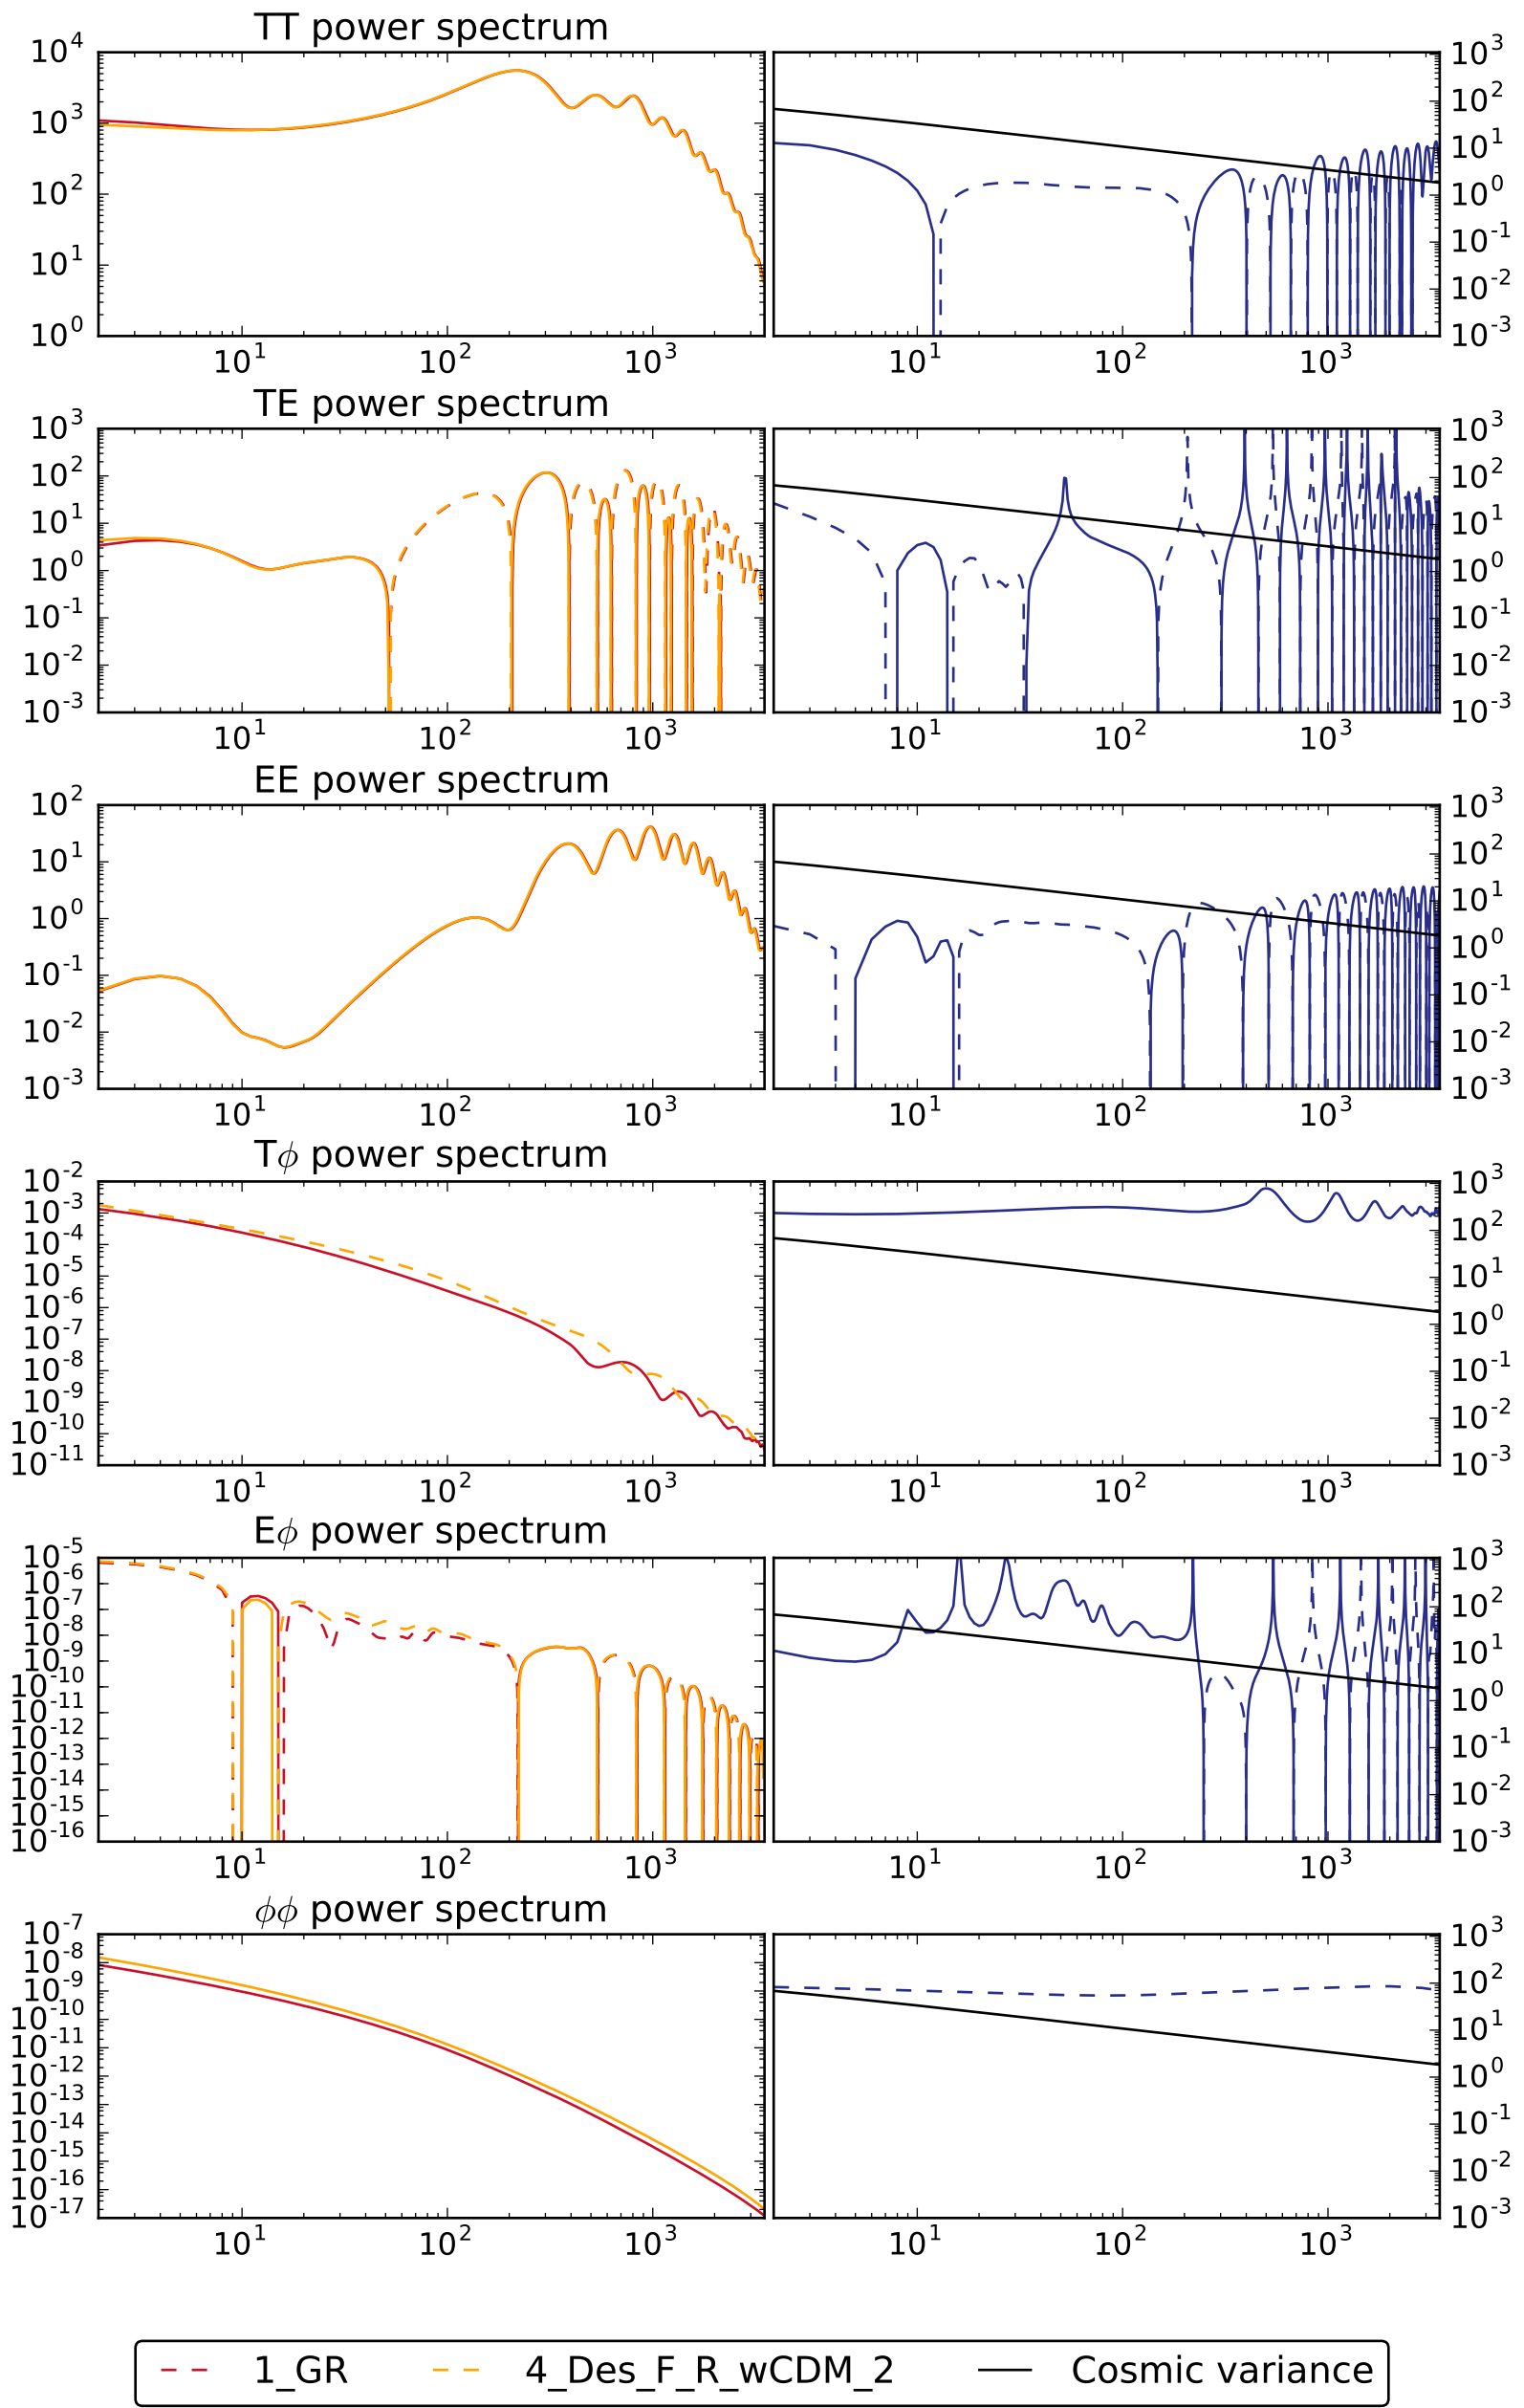 TT power spectrum
10^4 10^3 10^2 10^1 10^0
10^3 10^2 10^1 10^0 10^-1 10^-2 10^-3
10^1 10^2 10^3 10^1 10^2 10^3
TE power spectrum
10^3 10^2 10^1 10^0 10^-1 10^-2 10^-3
10^3 10^2 10^1 10^0 10^-1 10^-2 10^-3
10^1 10^2 10^3 10^1 10^2 10^3
EE power spectrum
10^2 10^1 10^0 10^-1 10^-2 10^-3
10^3 10^2 10^1 10^0 10^-1 10^-2 10^-3
10^1 10^2 10^3 10^1 10^2 10^3
Tϕ power spectrum
10^-2 10^-3 10^-4 10^-5 10^-6 10^-7 10^-8 10^-9 10^-10 10^-11
10^3 10^2 10^1 10^0 10^-1 10^-2 10^-3
10^1 10^2 10^3 10^1 10^2 10^3
Eϕ power spectrum
10^-5 10^-6 10^-7 10^-8 10^-9 10^-10 10^-11 10^-12 10^-13 10^-14 10^-15 10^-16
10^3 10^2 10^1 10^0 10^-1 10^-2 10^-3
10^1 10^2 10^3 10^1 10^2 10^3
ϕϕ power spectrum
10^-7 10^-8 10^-9 10^-10 10^-11 10^-12 10^-13 10^-14 10^-15 10^-16 10^-17
10^3 10^2 10^1 10^0 10^-1 10^-2 10^-3
10^1 10^2 10^3 10^1 10^2 10^3
1_GR 4_Des_F_R_wCDM_2 Cosmic variance